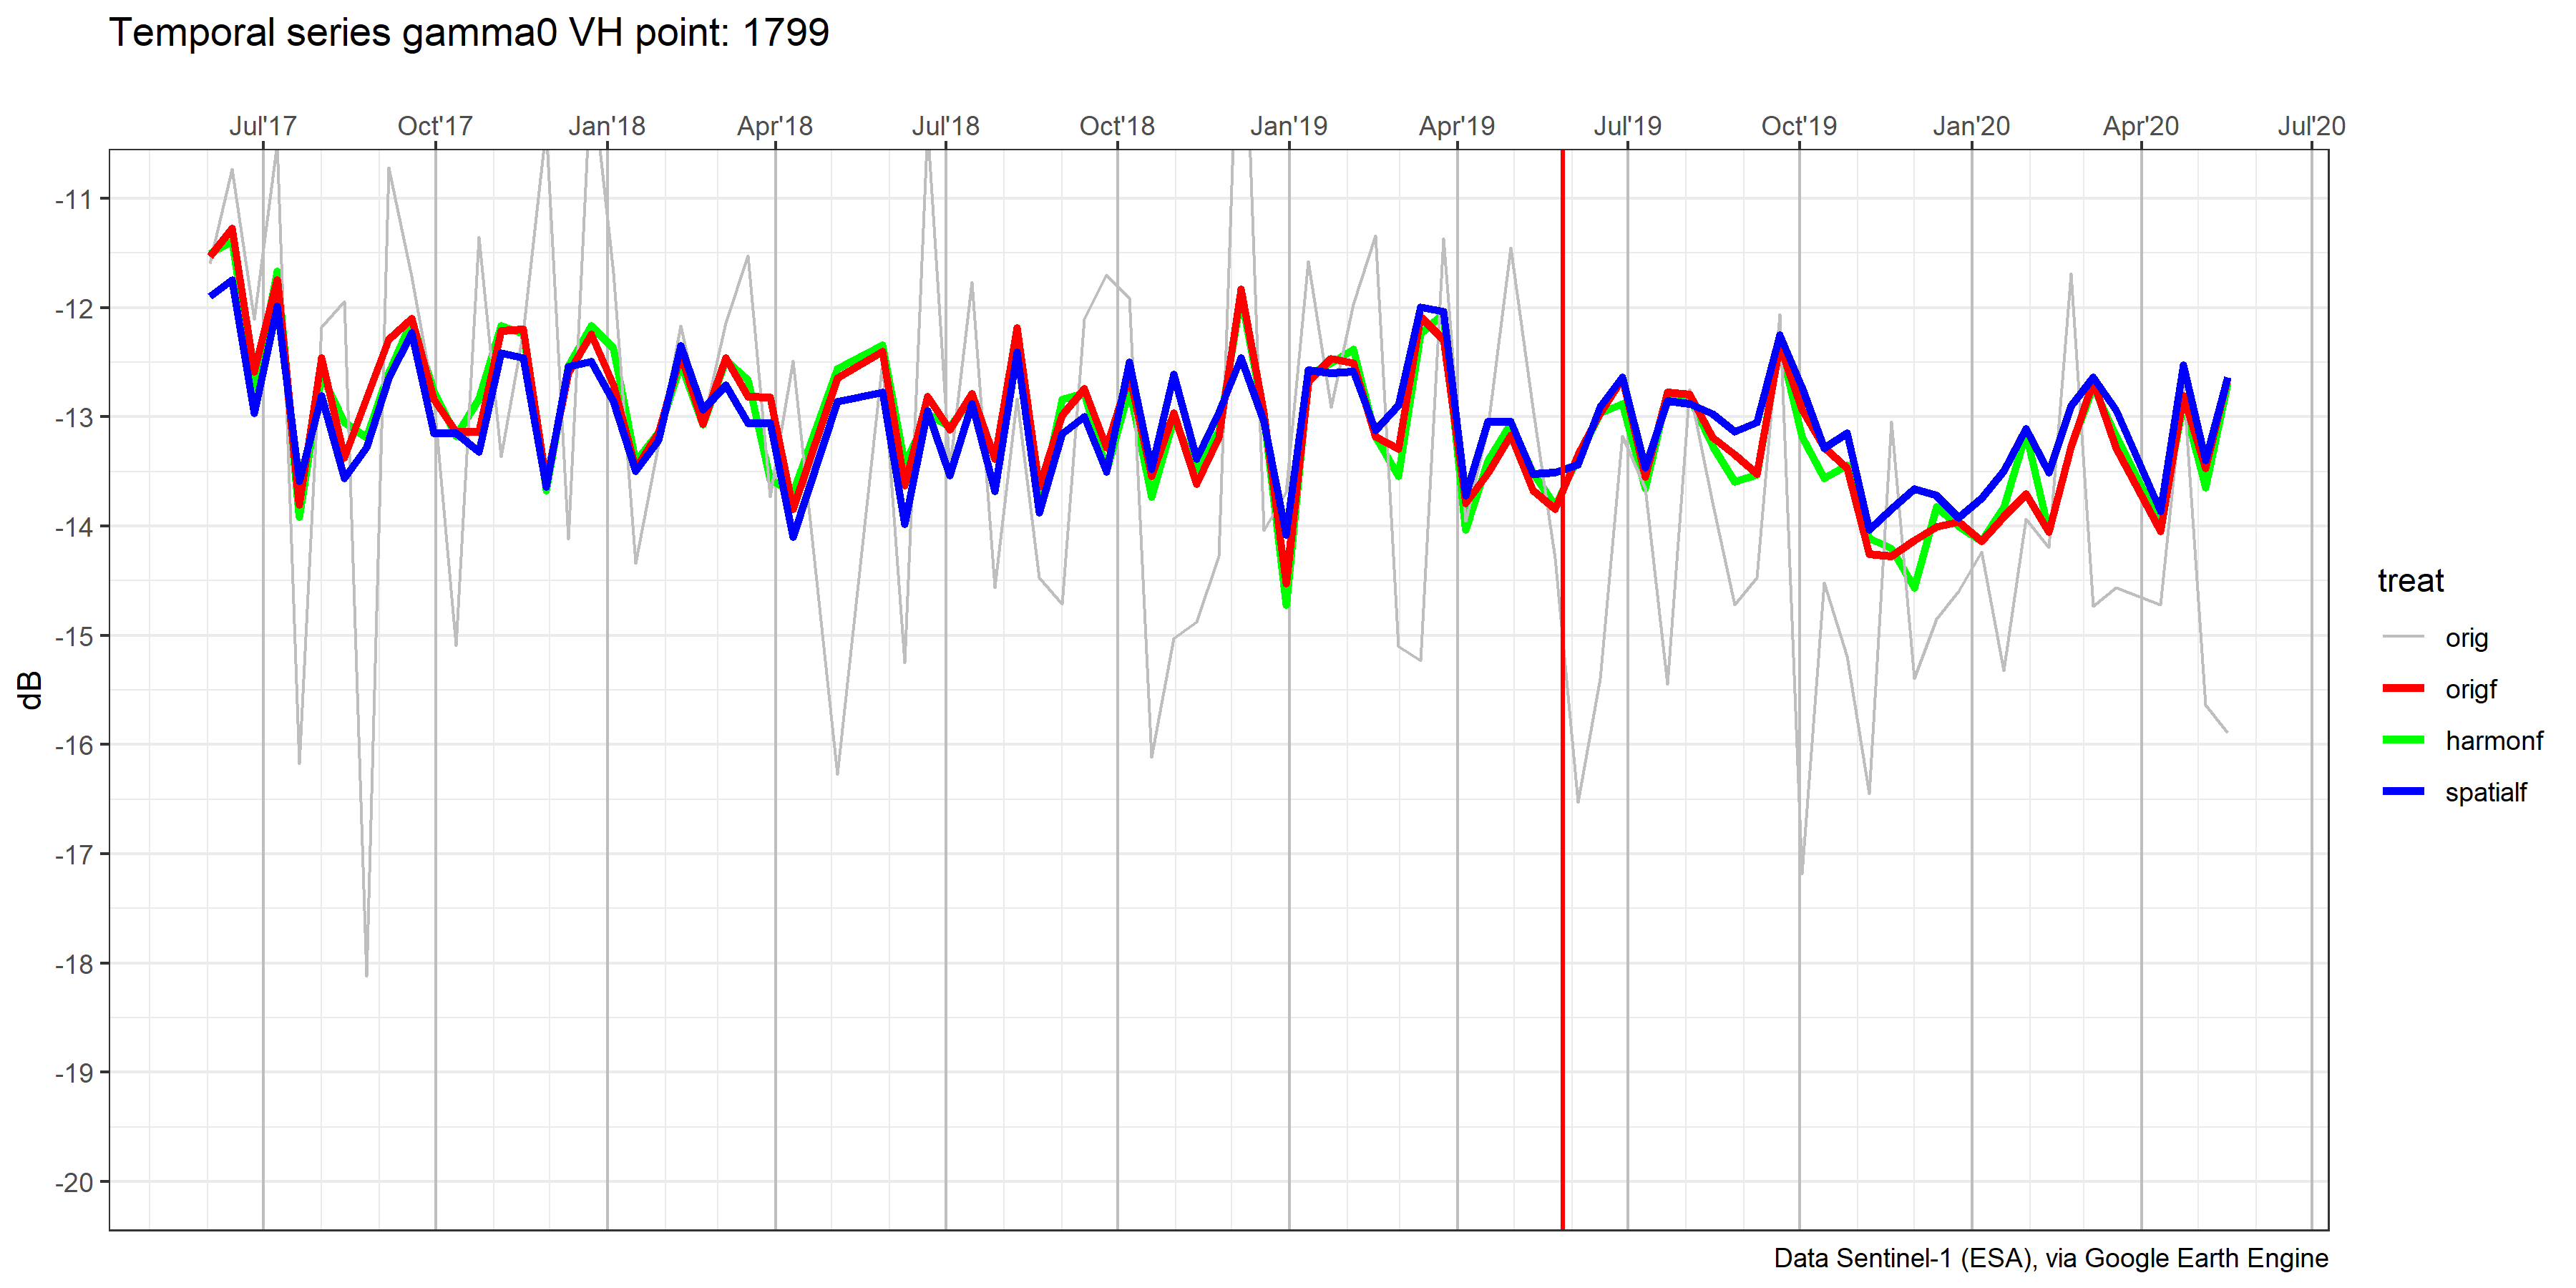 Temporal series gamma0 VH point: 1799
Jul'17 Oct'17 Jan'18 Apr'18 Jul'18 Oct'18 Jan'19 Apr'19 Jul'19 Oct'19 Jan'20 Apr'20 Jul'20
-11
-12
-13
-14
-15
-16
-17
-18
-19
-20
dB
treat
orig
origf
harmonf
spatialf
Data Sentinel-1 (ESA), via Google Earth Engine